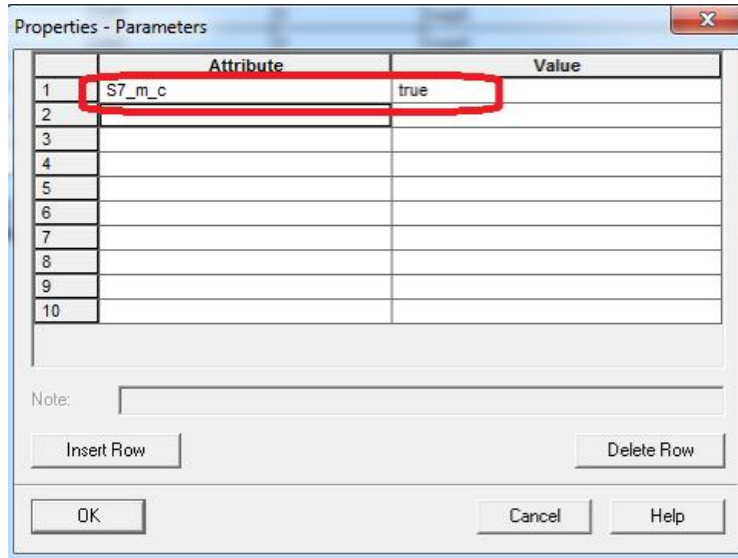 Properties - Parameters
Attribute Value
1 S7_m_c true
2
3
4
5
6
7
8
9
10
Note:
Insert Row Delete Row
OK Cancel Help